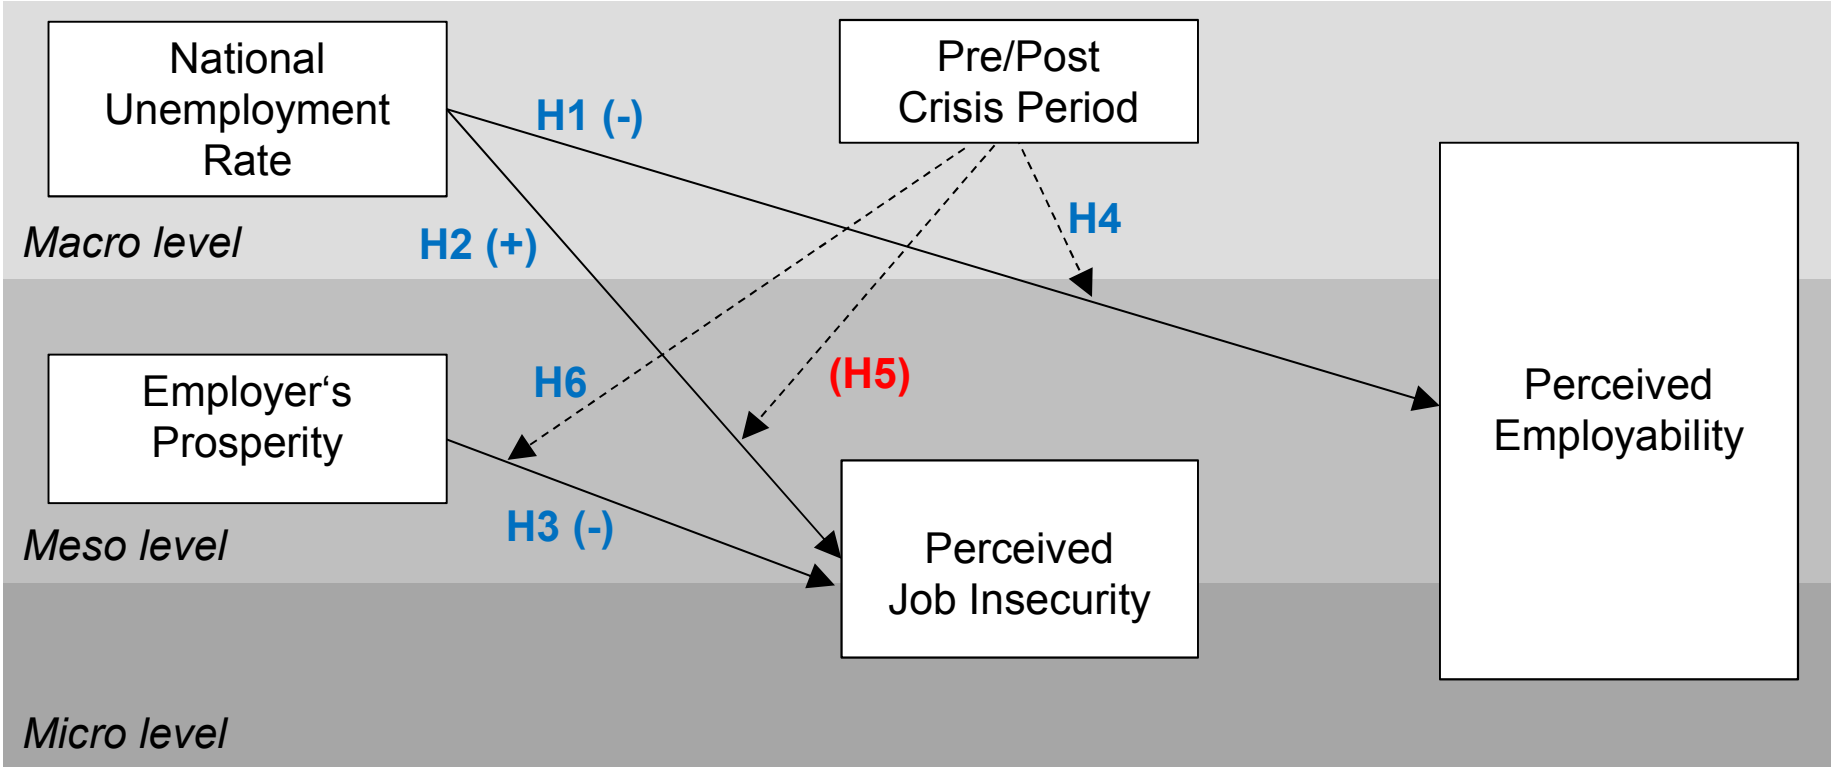 National
Unemployment
Rate
Pre/Post
Crisis Period
H1 (-)
H4
Macro level
H2 (+)
Employer‘s
Prosperity
H6
(H5)
Perceived
Employability
H3 (-)
Meso level
Perceived
Job Insecurity
Micro level